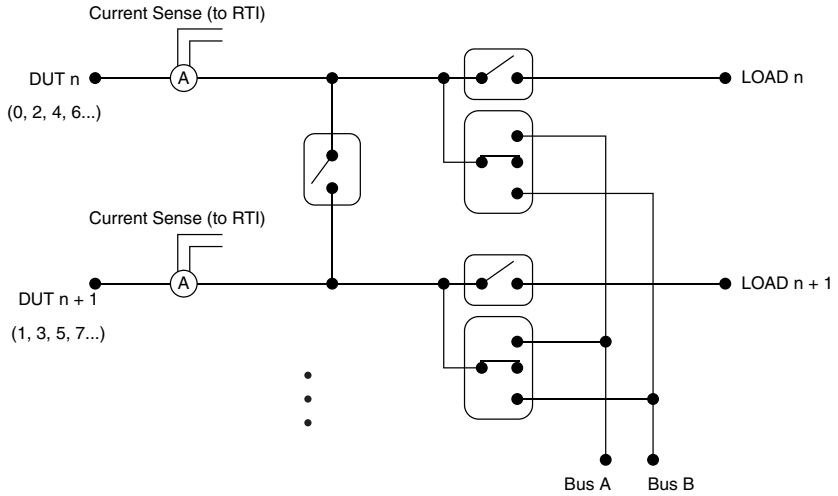 Current Sense (to RTI)
A
DUT n
LOAD n
(0, 2, 4, 6...)
Current Sense (to RTI)
A
DUT n + 1
LOAD n + 1
(1, 3, 5, 7...)
Bus A
Bus B